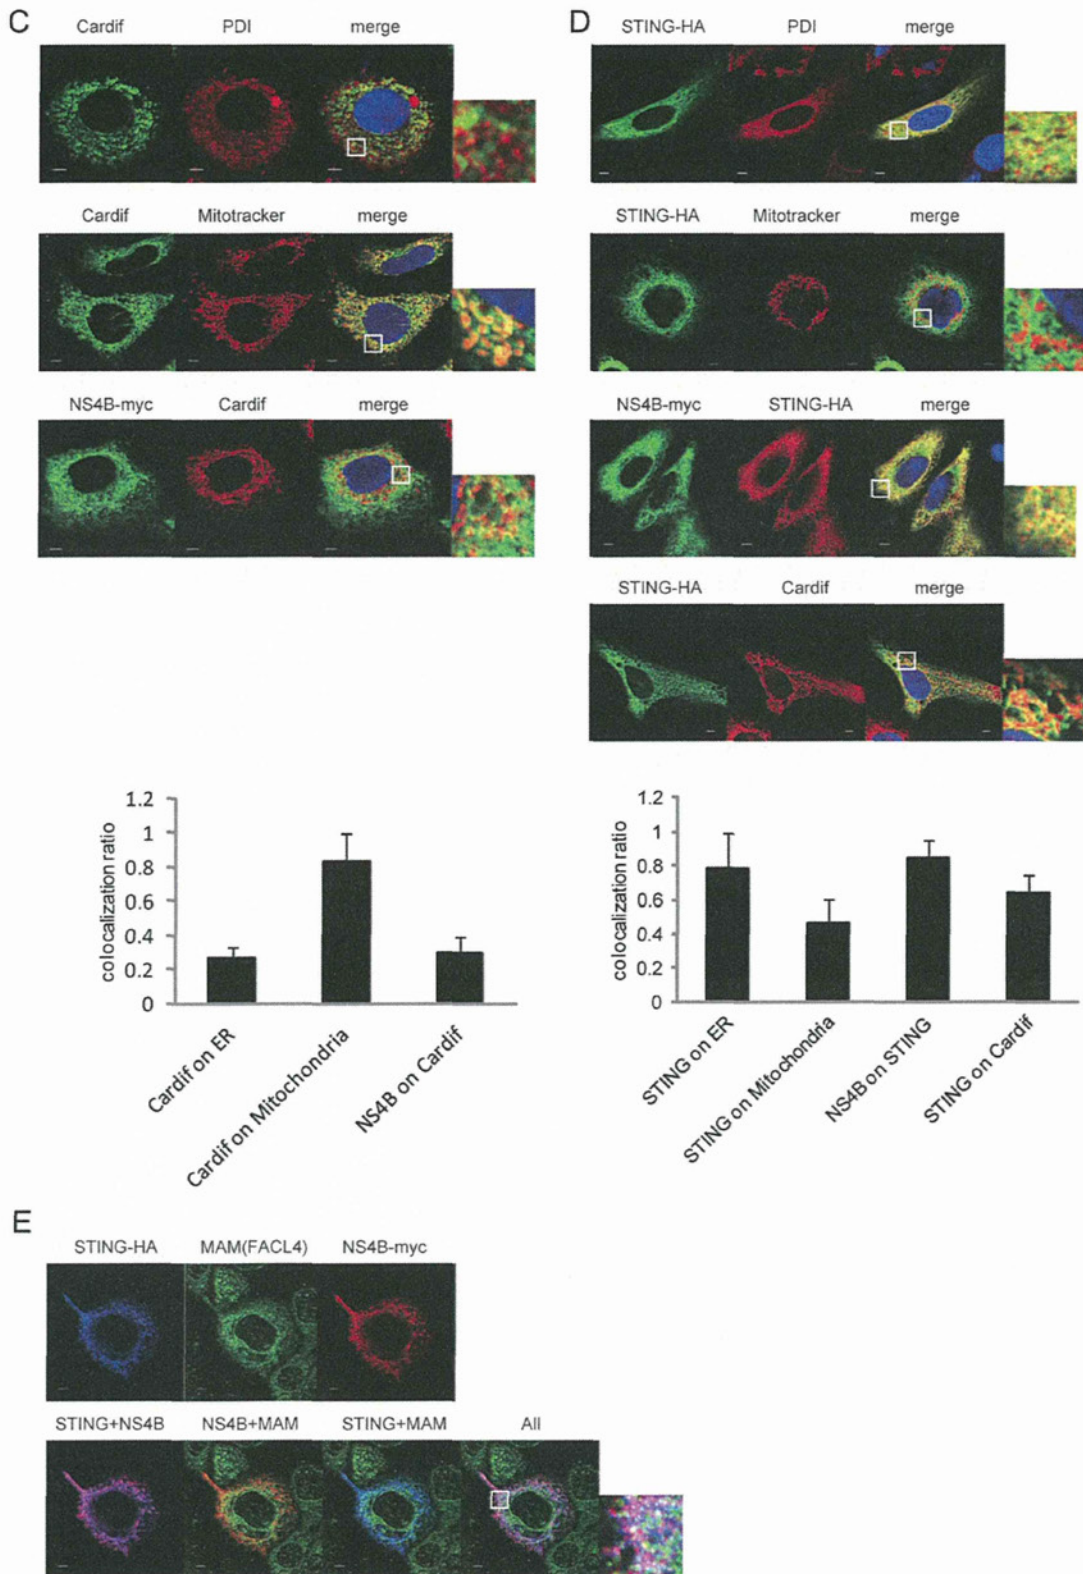 C
Cardif PDI merge
Cardif Mitotracker merge
NS4B-myc Cardif merge
1.2
1
0.8
0.6
0.4
0.2
0
colocalization ratio
Cardif on ER
Cardif on Mitochondria
NS4B on Cardif
D
STING-HA PDI merge
STING-HA Mitotracker merge
NS4B-myc STING-HA merge
STING-HA Cardif merge
1.2
1
0.8
0.6
0.4
0.2
0
colocalization ratio
STING on ER
STING on Mitochondria
NS4B on STING
STING on Cardif
E
STING-HA MAM(FACL4) NS4B-myc
STING+NS4B NS4B+MAM STING+MAM All